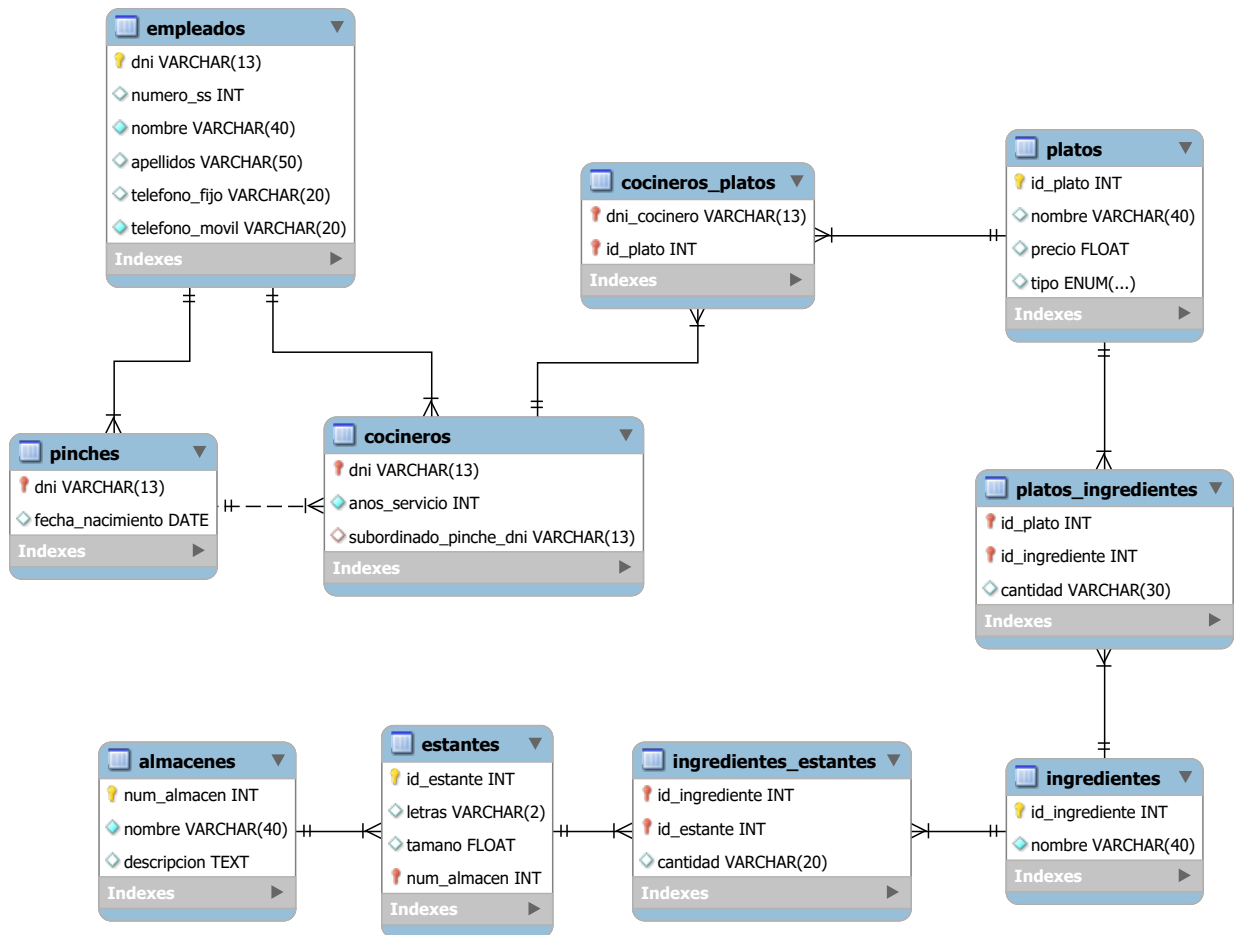 empleados
dni VARCHAR(13)
numero_ss INT
nombre VARCHAR(40)
apellidos VARCHAR(50)
telefono_fijo VARCHAR(20)
telefono_movil VARCHAR(20)
Indexes
cocineros_platos
dni_cocinero VARCHAR(13)
id_plato INT
Indexes
platos
id_plato INT
nombre VARCHAR(40)
precio FLOAT
tipo ENUM(...)
Indexes
pinches
dni VARCHAR(13)
fecha_nacimiento DATE
Indexes
cocineros
dni VARCHAR(13)
anos_servicio INT
subordinado_pinche_dni VARCHAR(13)
Indexes
platos_ingredientes
id_plato INT
id_ingrediente INT
cantidad VARCHAR(30)
Indexes
almacenes
num_almacen INT
nombre VARCHAR(40)
descripcion TEXT
Indexes
estantes
id_estante INT
letras VARCHAR(2)
tamano FLOAT
num_almacen INT
Indexes
ingredientes_estantes
id_ingrediente INT
id_estante INT
cantidad VARCHAR(20)
Indexes
ingredientes
id_ingrediente INT
nombre VARCHAR(40)
Indexes